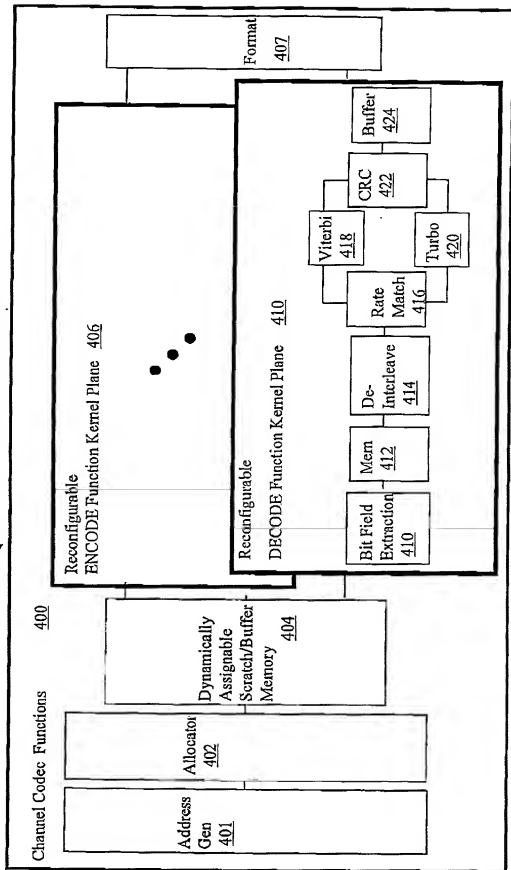 Channel Codec Functions 400
Address
Gen
401
Allocator
402
Dynamically
Assignable
Scratch/Buffer
Memory
404
Reconfigurable
ENCODE Function Kernel Plane 406
Reconfigurable
DECODE Function Kernel Plane 410
Bit Field
Extraction
410
Mem
412
De-
Interleave
414
Rate
Match
416
Viterbi
418
Turbo
420
CRC
422
Buffer
424
Format
407